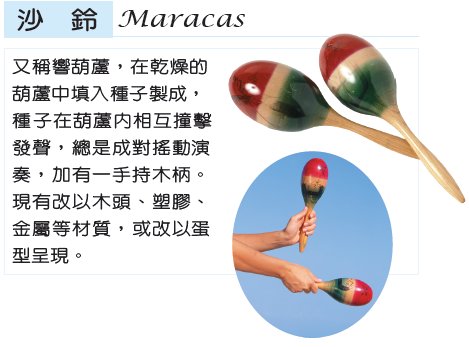 沙 鈴 Maracas
又稱響葫蘆，在乾燥的
葫蘆中填入種子製成，
種子在葫蘆內相互撞擊
發聲，總是成對搖動演
奏，加有一手持木柄。
現有改以木頭、塑膠、
金屬等材質，或改以蛋
型呈現。